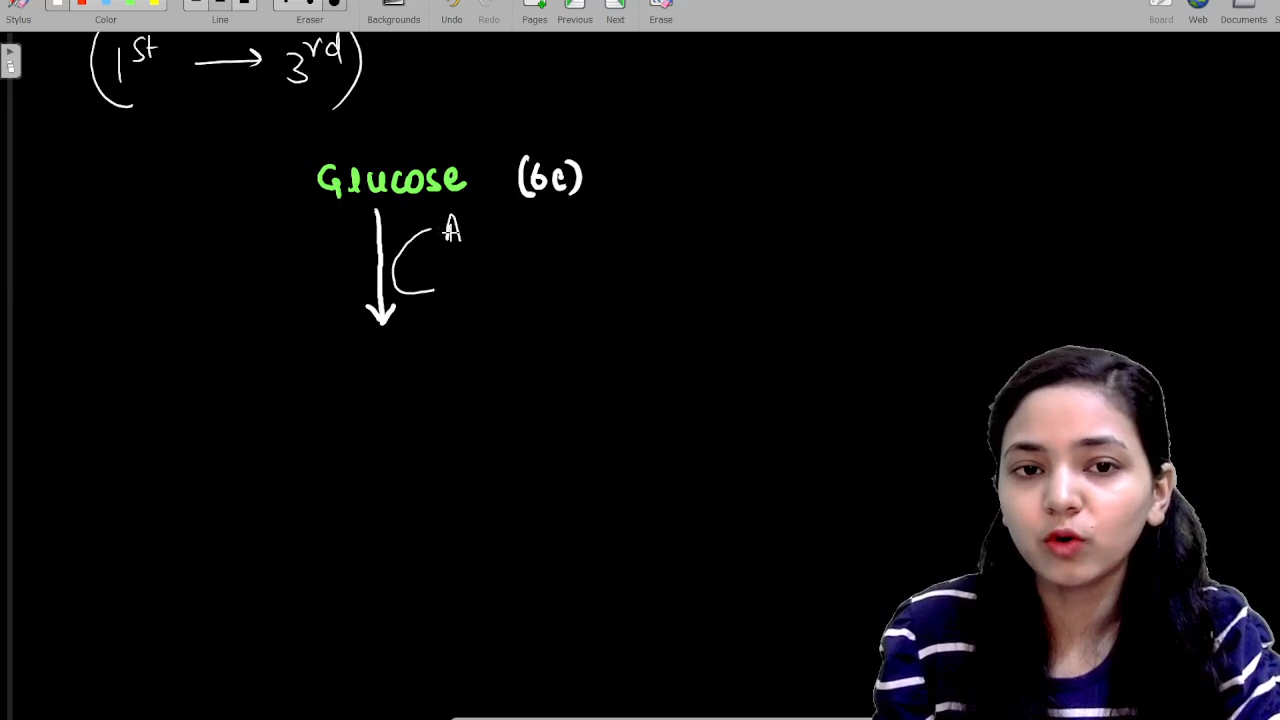 Stylus Color Line Eraser Backgrounds Undo Redo Pages Previous Next Erase Board Web Documents
(1st → 3rd)
Glucose (6c)
A